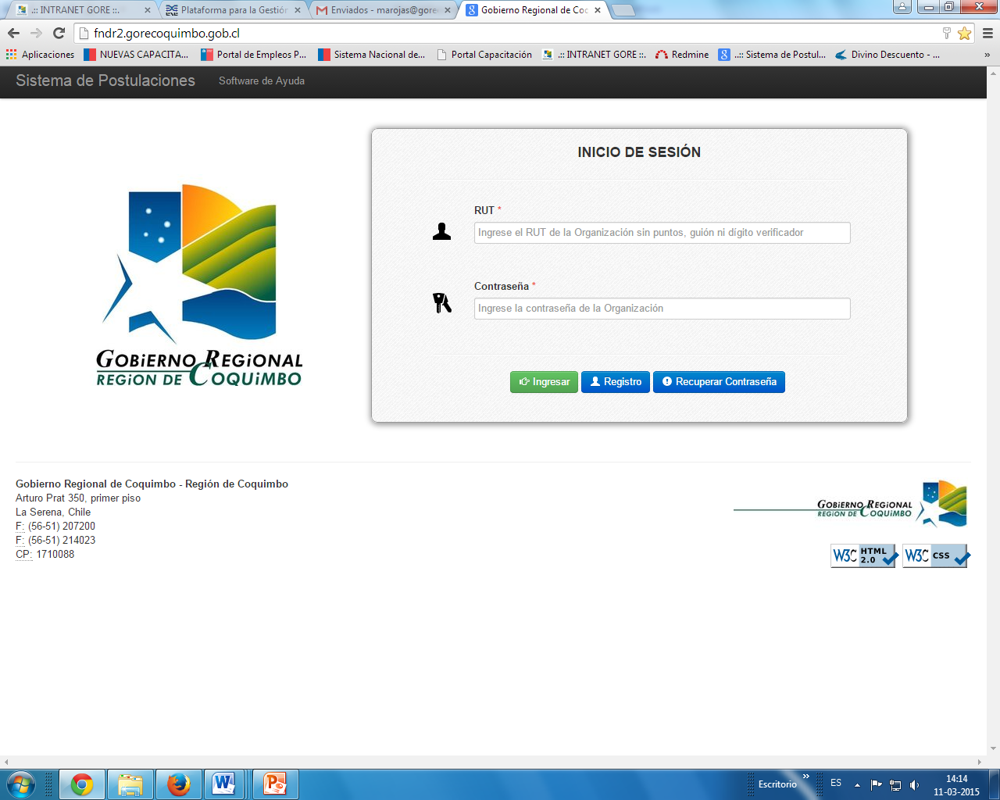 .:: INTRANET GORE ::.
Plataforma para la Gestión
Enviados - marojas@gore
Gobierno Regional de Coq
fndr2.gorecoquimbo.gob.cl
Aplicaciones
NUEVAS CAPACITA...
Portal de Empleos P...
Sistema Nacional de...
Portal Capacitación
.:: INTRANET GORE ::.
Redmine
..:: Sistema de Postul...
Divino Descuento - ...
»
Sistema de Postulaciones
Software de Ayuda
INICIO DE SESIÓN
RUT *
Ingrese el RUT de la Organización sin puntos, guión ni dígito verificador
Contraseña *
Ingrese la contraseña de la Organización
Ingresar
Registro
Recuperar Contraseña
GOBiERNO REGiONAL
REGiON DE COQUiMBO
Gobierno Regional de Coquimbo - Región de Coquimbo
Arturo Prat 350, primer piso
La Serena, Chile
F: (56-51) 207200
F: (56-51) 214023
CP: 1710088
GOBiERNO REGiONAL
REGiON DE COQUiMBO
W3C HTML 2.0
W3C CSS
Escritorio
»
ES
14:14
11-03-2015